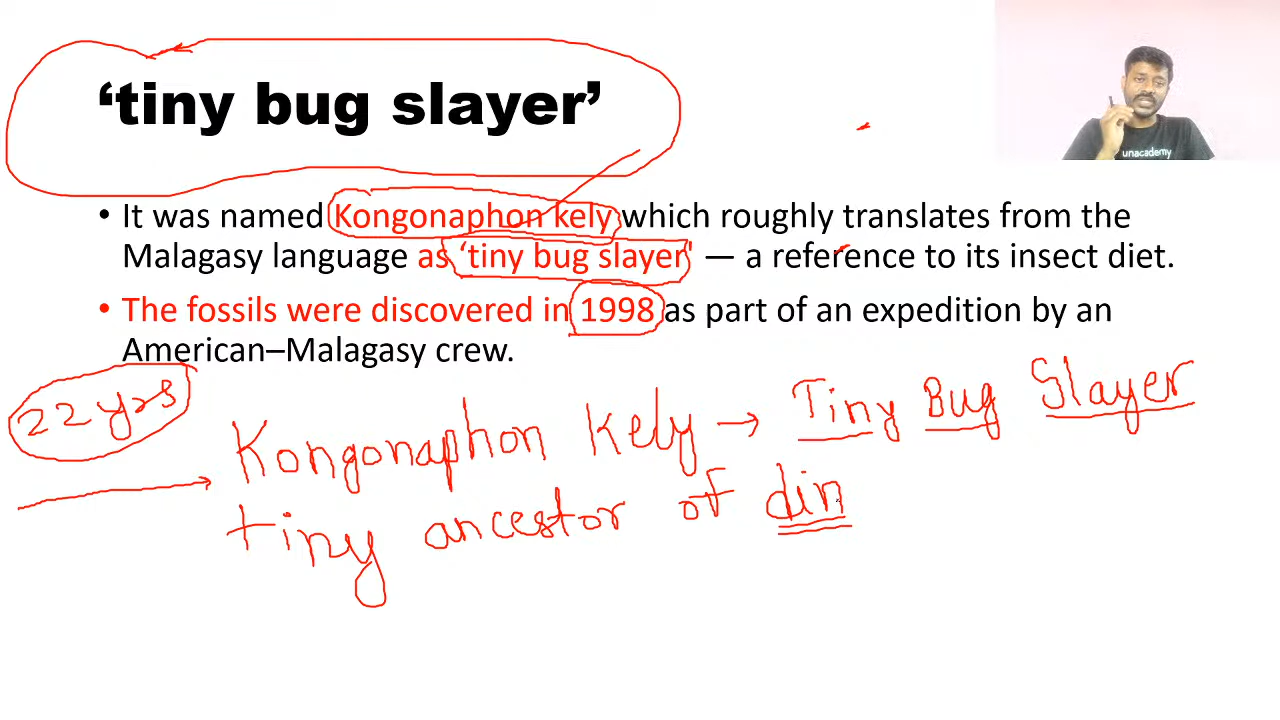 ‘tiny bug slayer’
unacademy
• It was named Kongonaphon kely which roughly translates from the
Malagasy language as ‘tiny bug slayer’ — a reference to its insect diet.
• The fossils were discovered in 1998 as part of an expedition by an
American–Malagasy crew.
22 yrs
Kongonaphon Kely → Tiny Bug Slayer
tiny ancestor of din